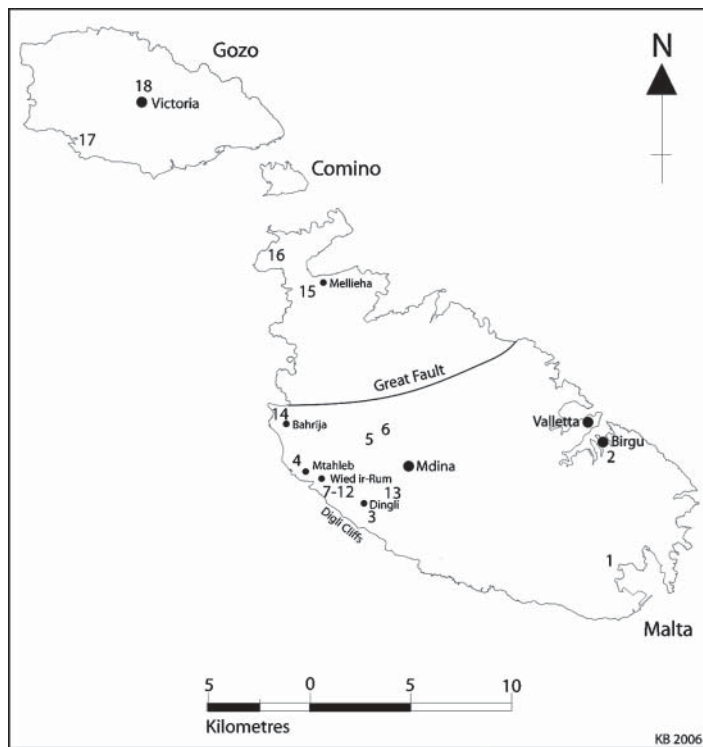 Gozo
N
18
Victoria
17
Comino
16
15
Mellieha
Great Fault
14
Bahrija
6
5
Valletta
Birgu
2
4
Mtahleb
Mdina
Wied ir-Rum
7-12
13
Dingli
3
Digli Cliffs
1
Malta
5 0 5 10
Kilometres
KB 2006